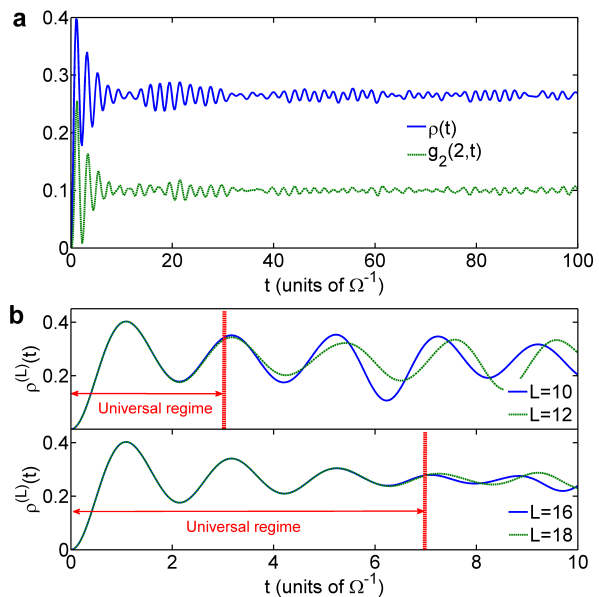 a
0.4
0.3
0.2
0.1
0
ρ(t)
g₂(2,t)
0 20 40 60 80 100
t (units of Ω⁻¹)
b
ρ⁽ᴸ⁾(t)
0.4
0.2
0
Universal regime
L=10
L=12
ρ⁽ᴸ⁾(t)
0.4
0.2
0
Universal regime
L=16
L=18
0 2 4 6 8 10
t (units of Ω⁻¹)